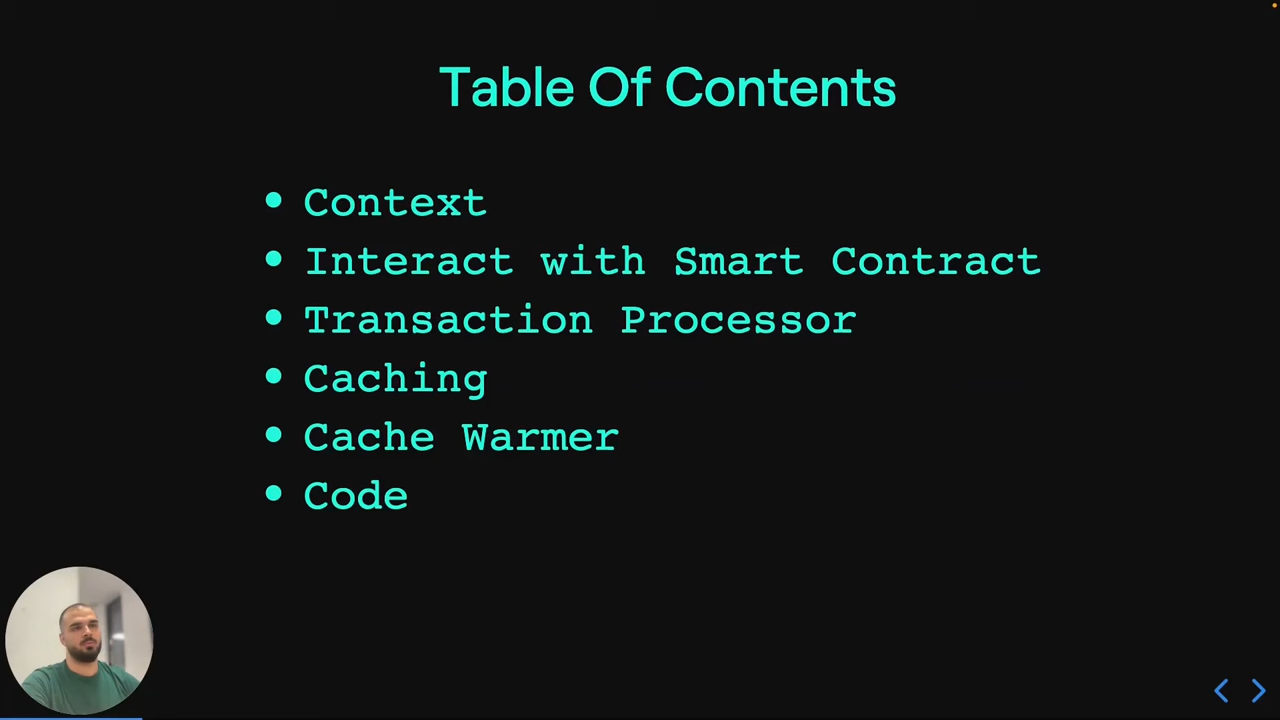 Table Of Contents
Context
Interact with Smart Contract
Transaction Processor
Caching
Cache Warmer
Code